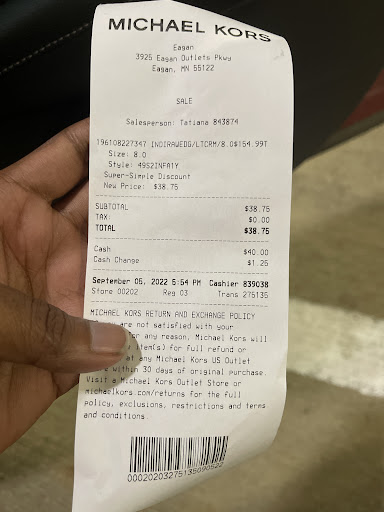 MICHAEL KORS
Eagan
3925 Eagan Outlets Pkwy
Eagan, MN 55122
SALE
Salesperson: Tatiana 843874
196108227347 INDIRAWEDG/LTCRM/8.0$154.99T
Size: 8.0
Style: 49S2INFA1Y
Super-Simple Discount
New Price: $38.75
SUBTOTAL $38.75
TAX: $0.00
TOTAL $38.75
Cash $40.00
Cash Change $1.25
September 05, 2022 5:54 PM Cashier 839038
Store 00202 Reg 03 Trans 275135
MICHAEL KORS RETURN AND EXCHANGE POLICY
are not satisfied with your
for any reason, Michael Kors will
item(s) for full refund or
at any Michael Kors US Outlet
within 30 days of original purchase.
Visit a Michael Kors Outlet Store or
michaelkors.com/returns for the full
policy, exclusions, restrictions and terms
and conditions.
00020203275135090522